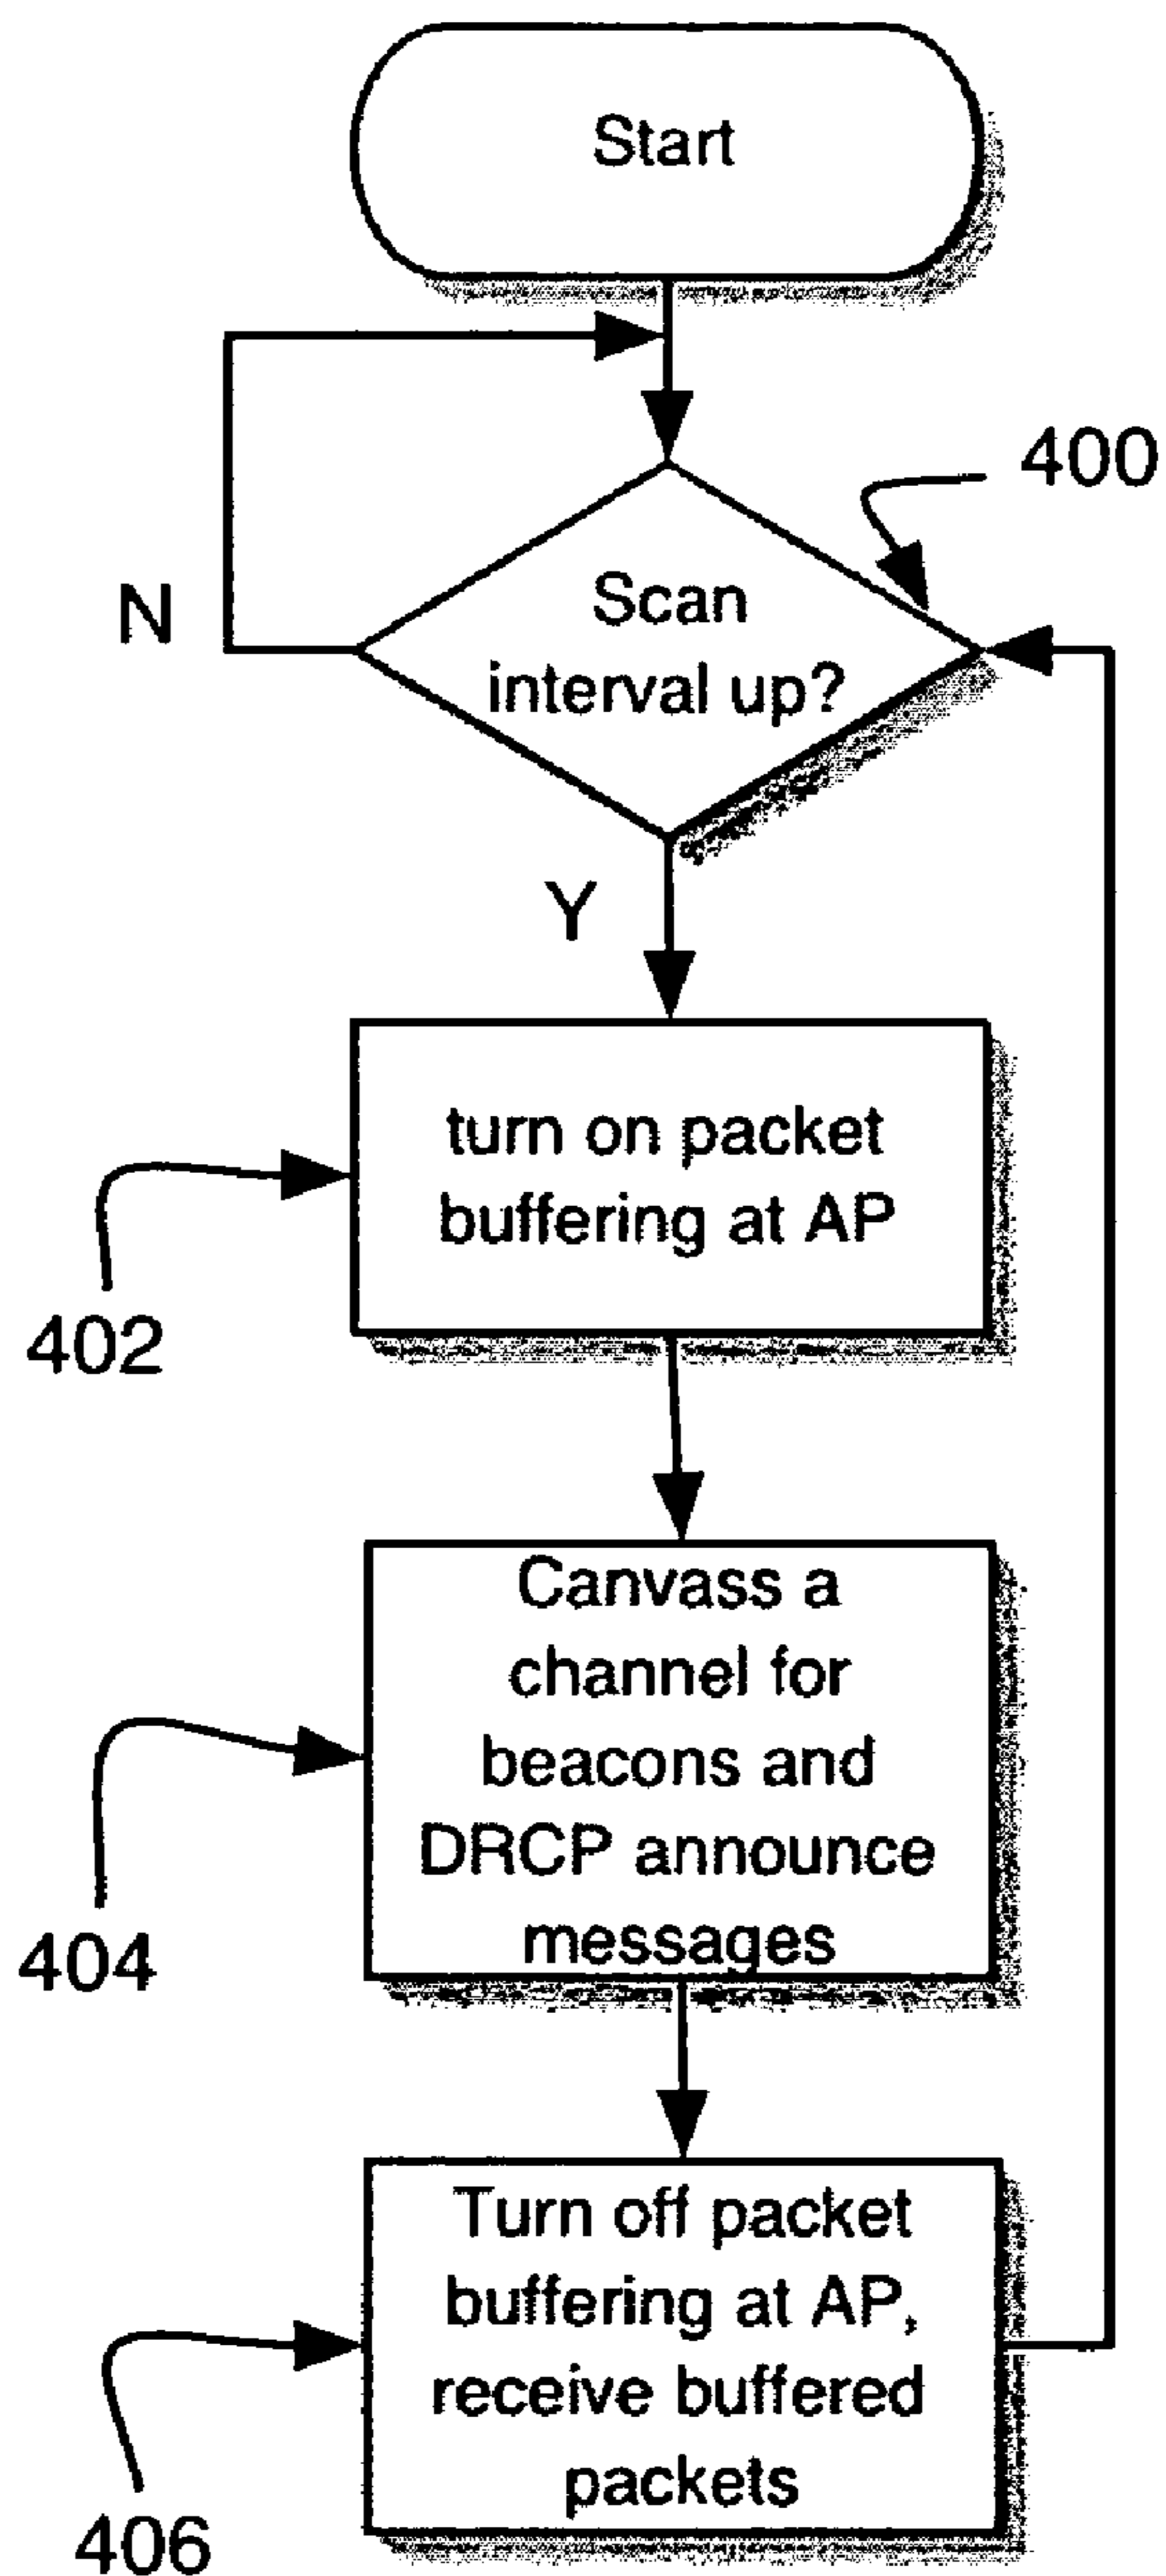 Start
400
Scan
interval up?
N
Y
turn on packet
buffering at AP
402
Canvass a
channel for
beacons and
DRCP announce
messages
404
Turn off packet
buffering at AP,
receive buffered
packets
406